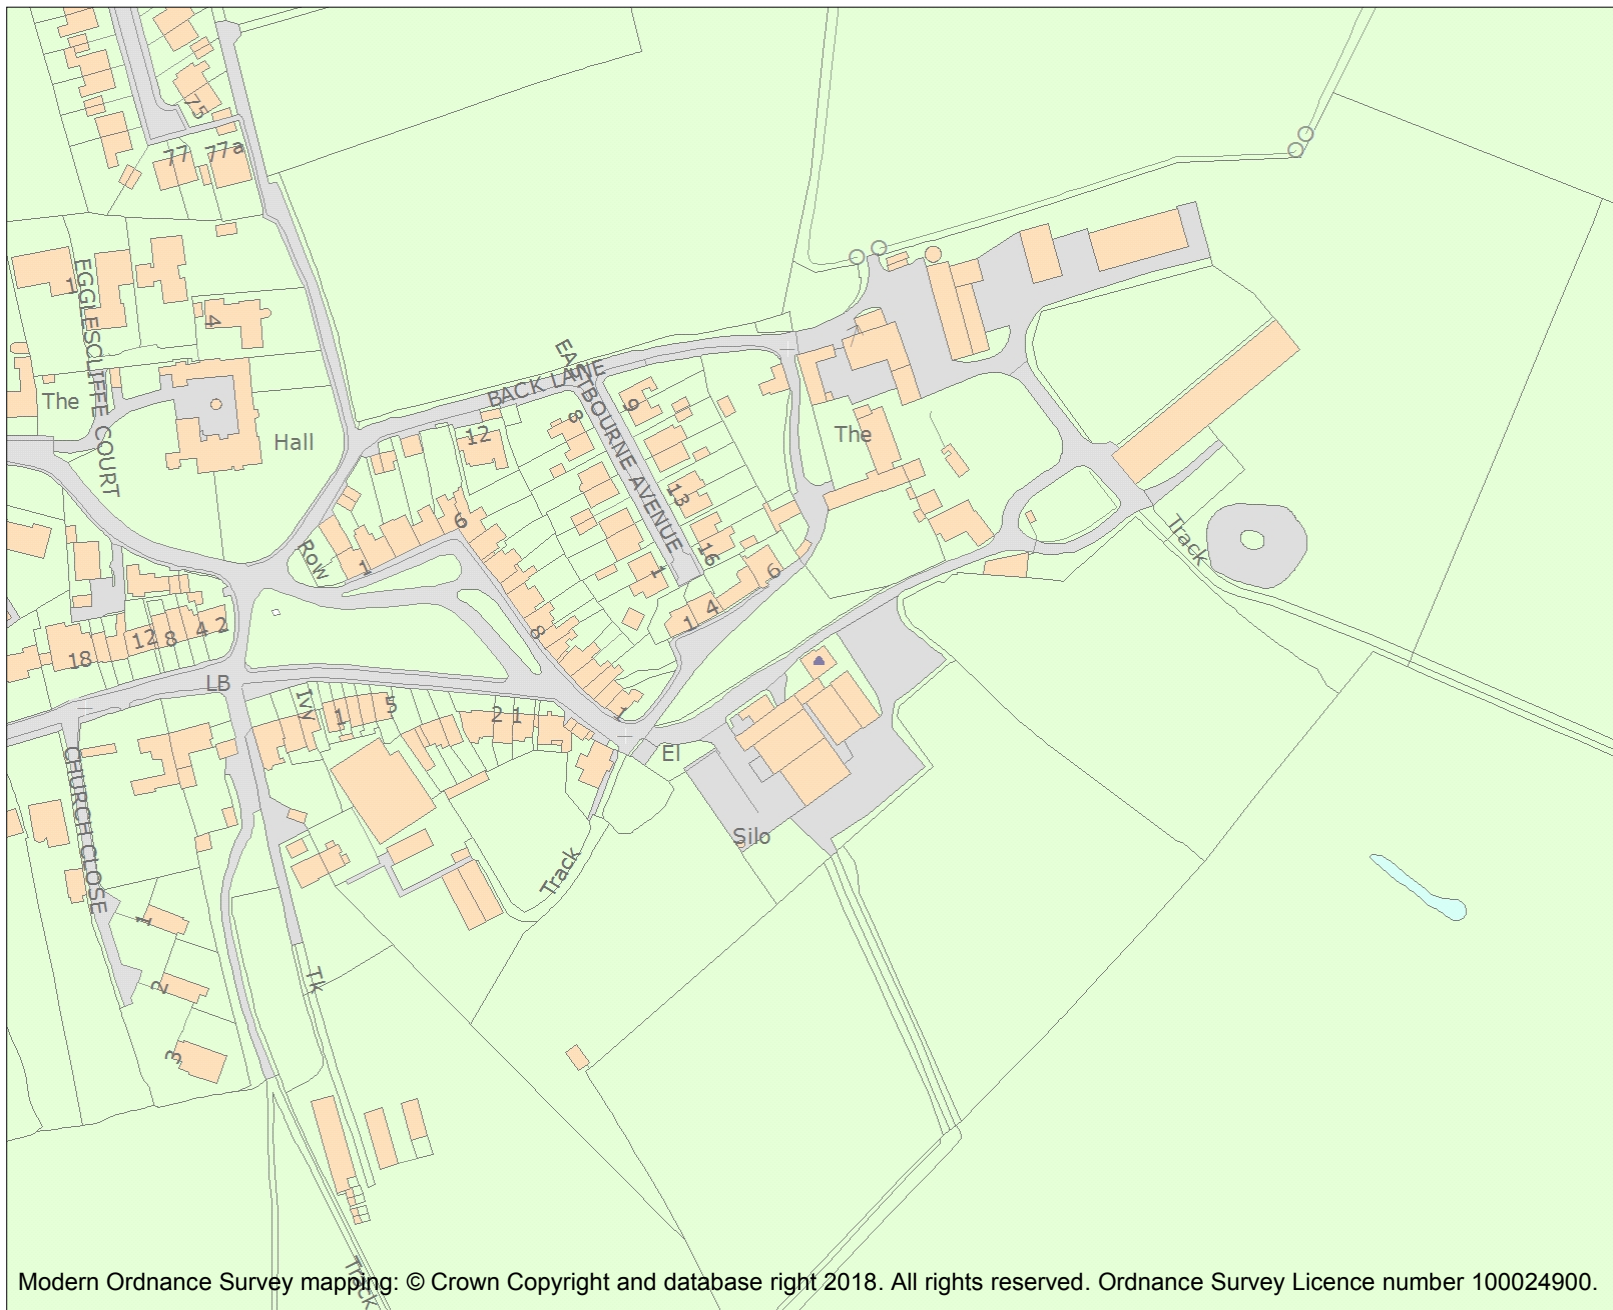 75
77
77a
1
EGGLESCLIFFE COURT
4
The
Hall
BACK LANE
EASTBOURNE AVENUE
12
8
9
The
6
13
16
1
Row
1
Track
6
4
1
8
12
8
4
2
18
LB
Ivy
1
5
2
1
1
El
CHURCH CLOSE
Silo
Track
1
2
Tk
3
Track
Modern Ordnance Survey mapping: © Crown Copyright and database right 2018. All rights reserved. Ordnance Survey Licence number 100024900.